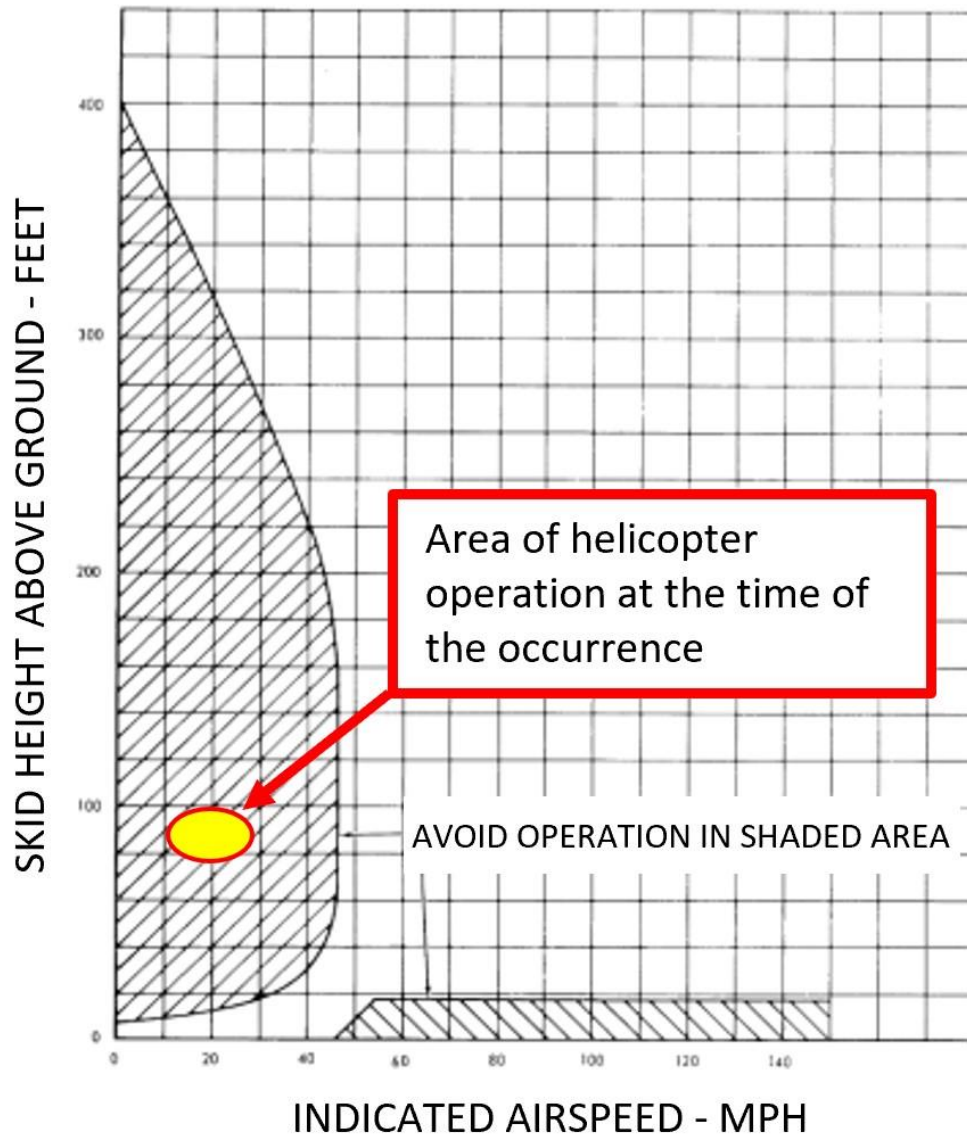 SKID HEIGHT ABOVE GROUND - FEET
400
300
200
100
0
Area of helicopter
operation at the time of
the occurrence
AVOID OPERATION IN SHADED AREA
0 20 40 60 80 100 120 140
INDICATED AIRSPEED - MPH